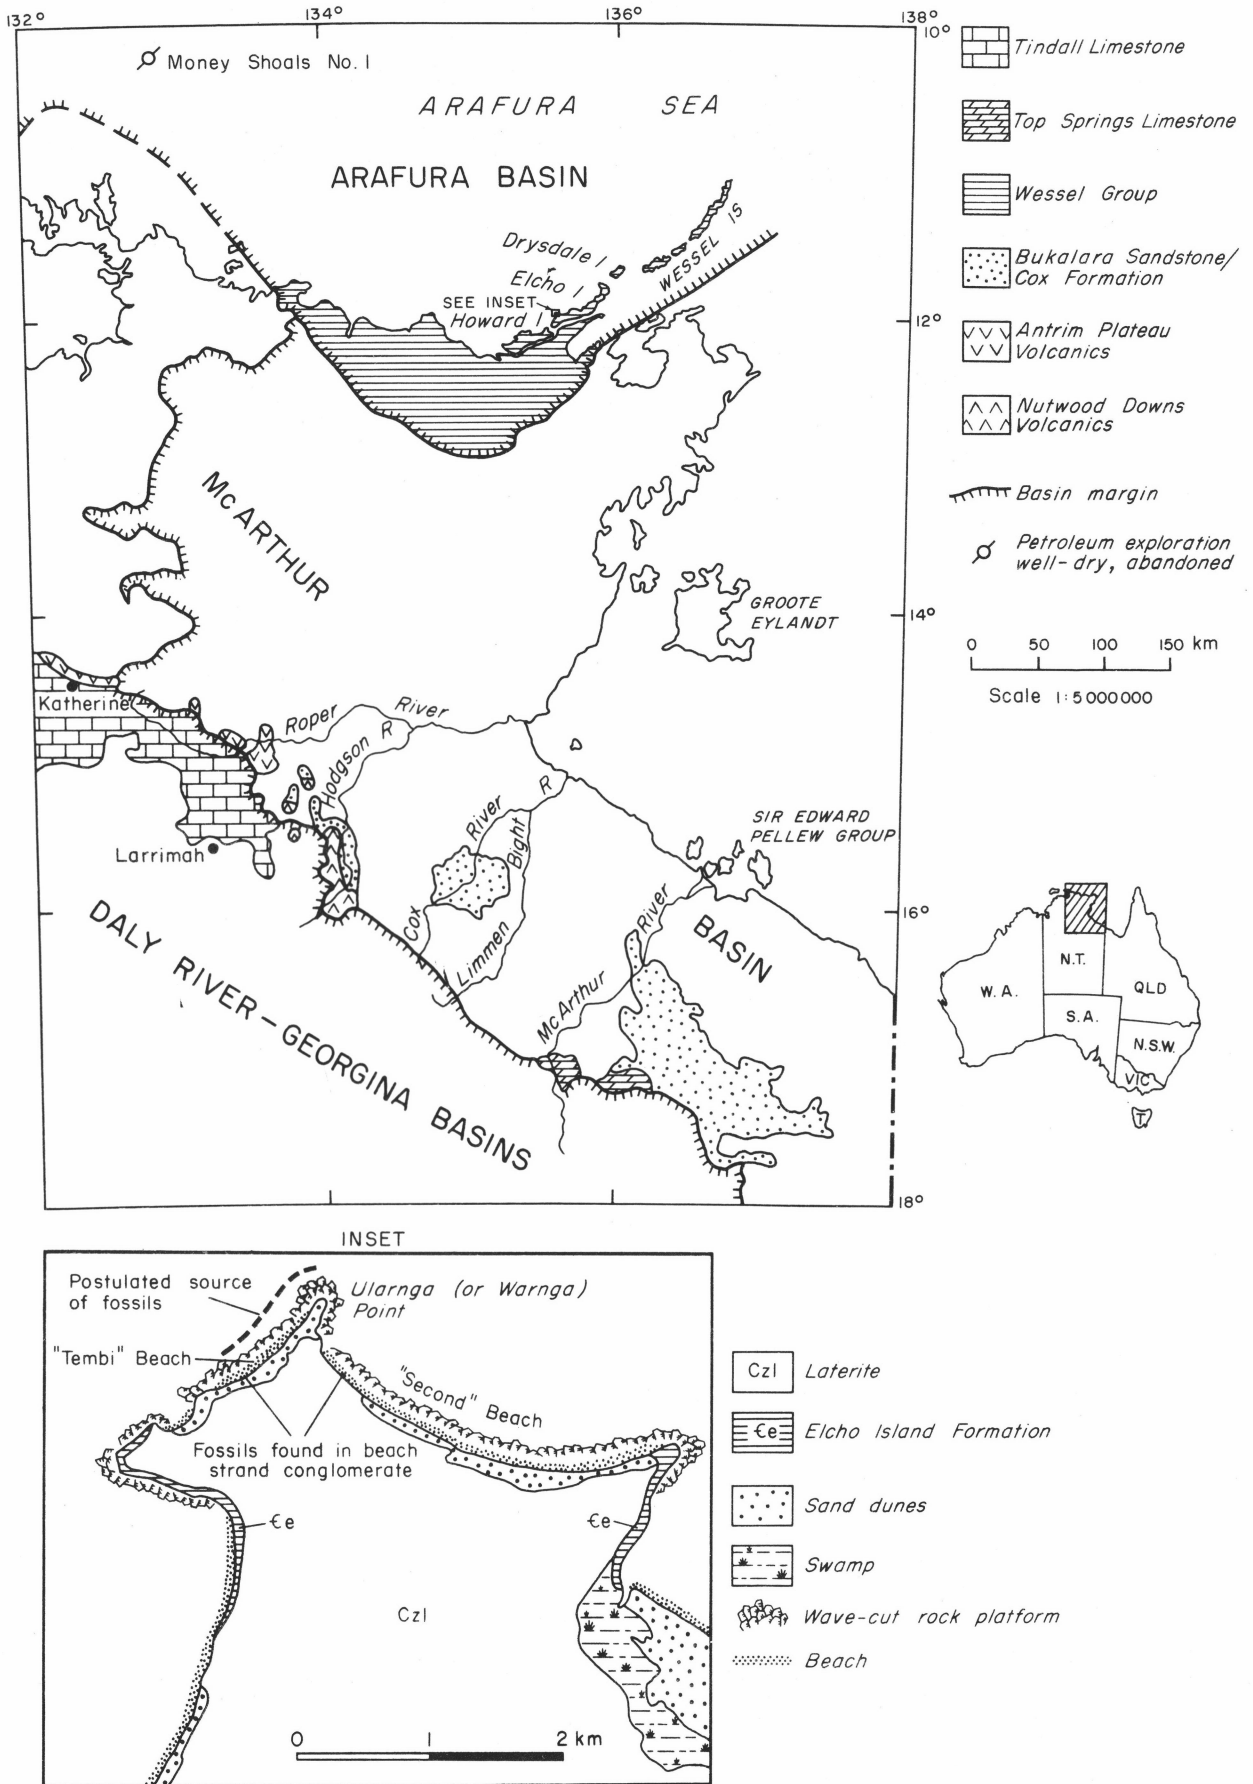 132° 134° 136° 138°
10°
Money Shoals No. 1
ARAFURA SEA
ARAFURA BASIN
Drysdale I
Elcho I
SEE INSET
Howard I
WESSEL IS
12°
McARTHUR
GROOTE
EYLANDT
14°
Katherine
Roper River
Hodgson R
Larrimah
Cox River
Limmen Bight R
SIR EDWARD
PELLEW GROUP
McArthur River
BASIN
16°
DALY RIVER-GEORGINA BASINS
18°
Tindall Limestone
Top Springs Limestone
Wessel Group
Bukalara Sandstone/
Cox Formation
Antrim Plateau
Volcanics
Nutwood Downs
Volcanics
Basin margin
Petroleum exploration
well-dry, abandoned
0 50 100 150 km
Scale 1:5 000 000
W.A.
N.T.
QLD
S.A.
N.S.W.
VIC
T.
INSET
Postulated source
of fossils
Ularnga (or Warnga)
Point
"Tembi" Beach
"Second" Beach
Fossils found in beach
strand conglomerate
Єe
Єe
Czl
0 1 2 km
Czl Laterite
Єe Elcho Island Formation
Sand dunes
Swamp
Wave-cut rock platform
Beach